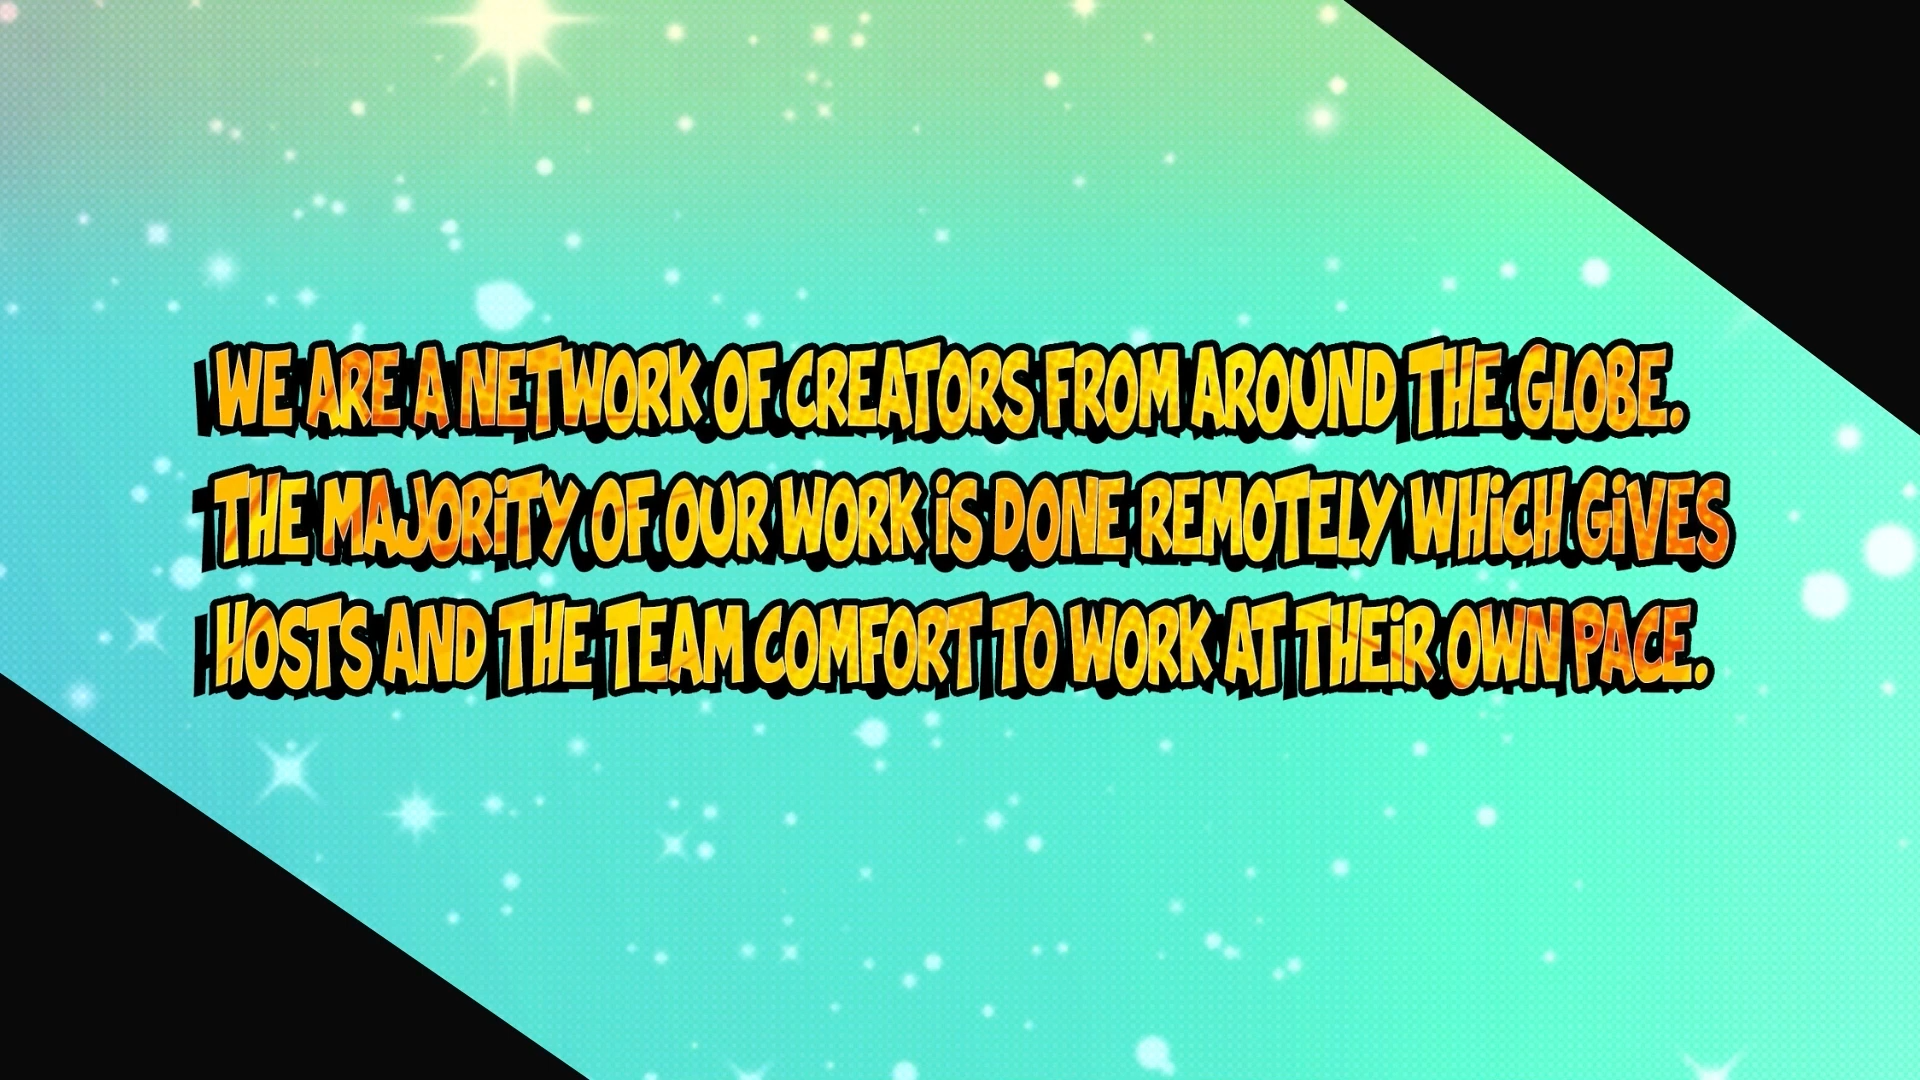 WE ARE A NETWORK OF CREATORS FROM AROUND THE GLOBE.
THE MAJORITY OF OUR WORK IS DONE REMOTELY WHICH GIVES
HOSTS AND THE TEAM COMFORT TO WORK AT THEIR OWN PACE.